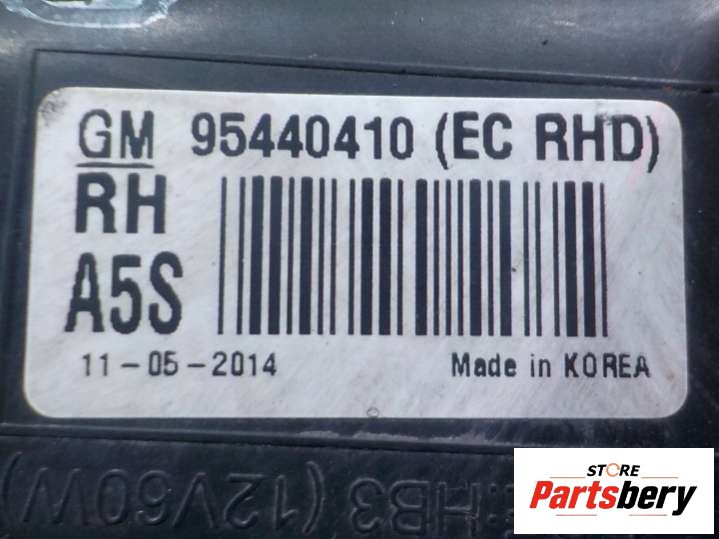 GM 95440410 (EC RHD)
RH
A5S
11-05-2014 Made in KOREA
:HB3 (12V60W)
STORE
Partsbery